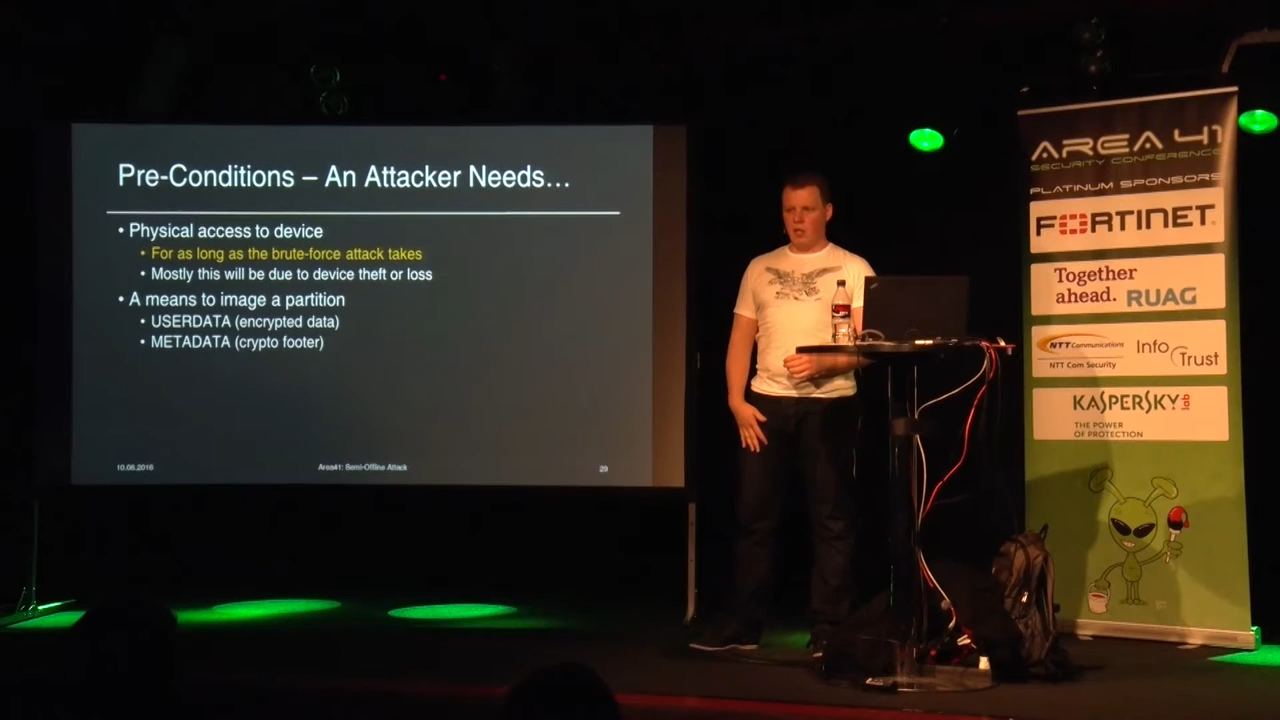 Pre-Conditions – An Attacker Needs…
• Physical access to device
• For as long as the brute-force attack takes
• Mostly this will be due to device theft or loss
• A means to image a partition
• USERDATA (encrypted data)
• METADATA (crypto footer)
10.06.2016
Area41: Semi-Offline Attack
29
AREA 41
SECURITY CONFERENCE
PLATINUM SPONSORS
FORTINET
Together
ahead. RUAG
NTT Communications
NTT Com Security
Info
Trust
KASPERSKY lab
THE POWER
OF PROTECTION